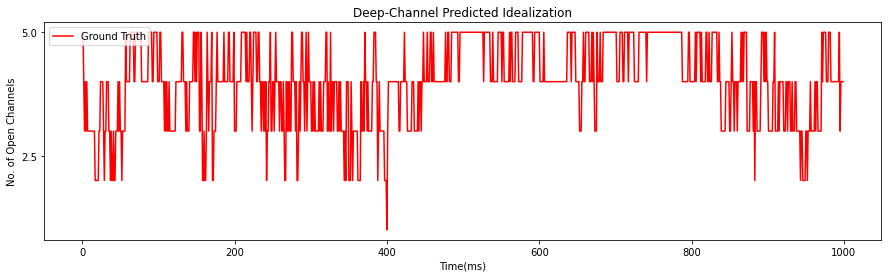 Deep-Channel Predicted Idealization
Ground Truth
5.0
2.5
No. of Open Channels
0
200
400
600
800
1000
Time(ms)